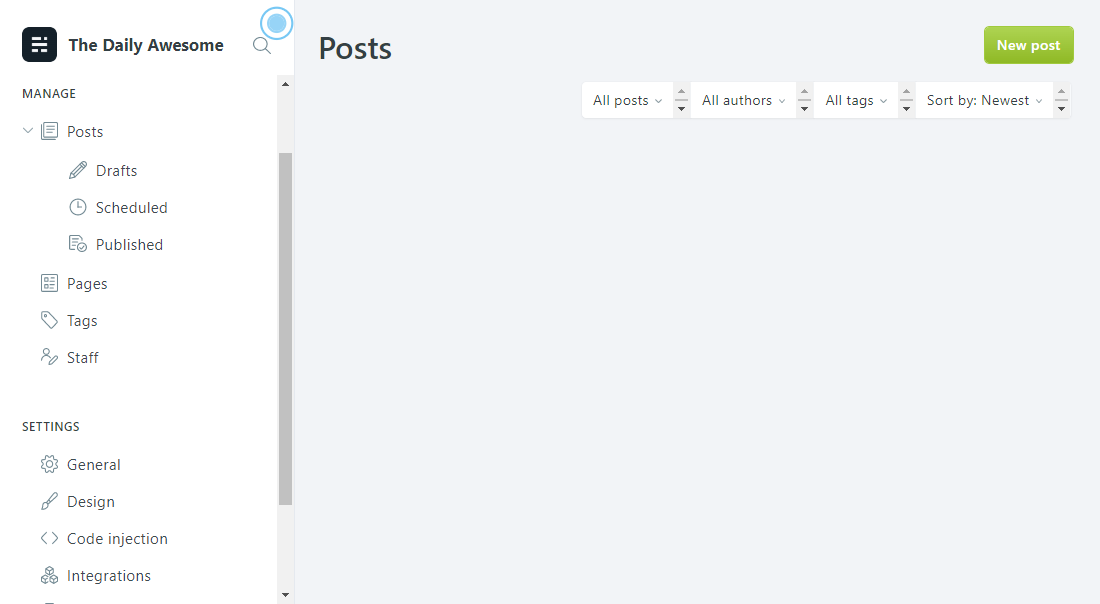 The Daily Awesome
MANAGE
Posts
Drafts
Scheduled
Published
Pages
Tags
Staff
SETTINGS
General
Design
Code injection
Integrations
Posts
New post
All posts
All authors
All tags
Sort by: Newest